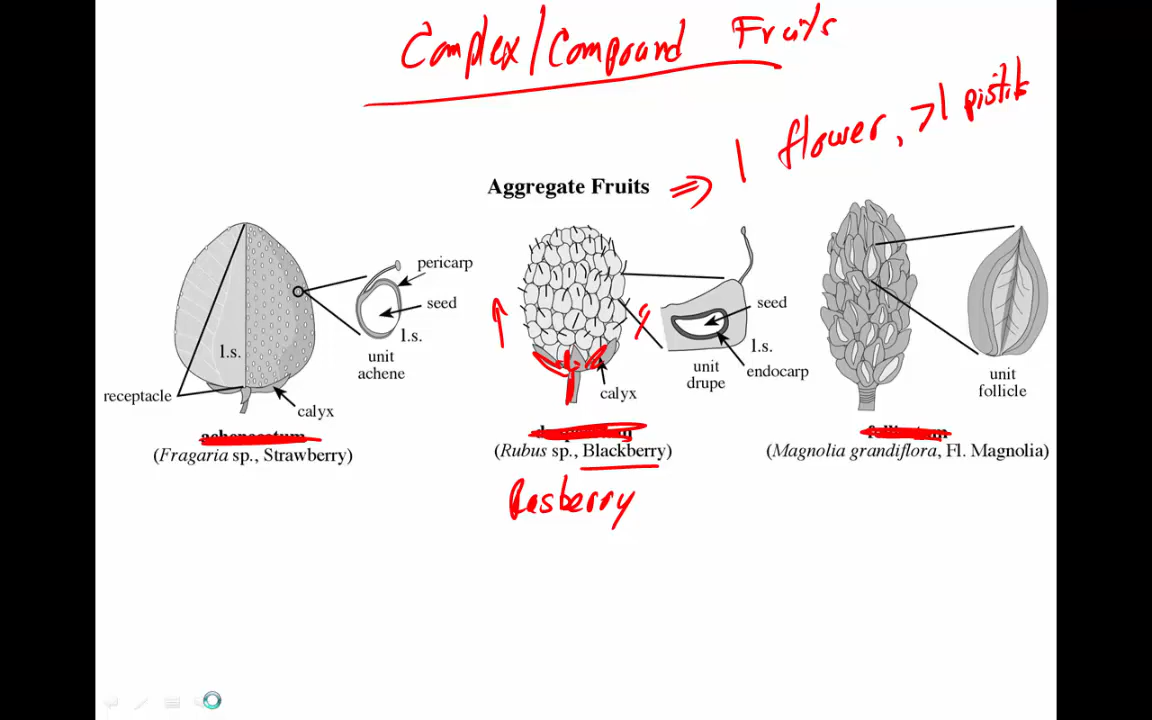 Complex/Compound Fruits
1 flower, >1 pistils
Aggregate Fruits ⇒
pericarp
seed
l.s.
unit
achene
l.s.
receptacle
calyx
(Fragaria sp., Strawberry)
seed
l.s.
unit
drupe
endocarp
calyx
(Rubus sp., Blackberry)
Rasberry
unit
follicle
(Magnolia grandiflora, Fl. Magnolia)